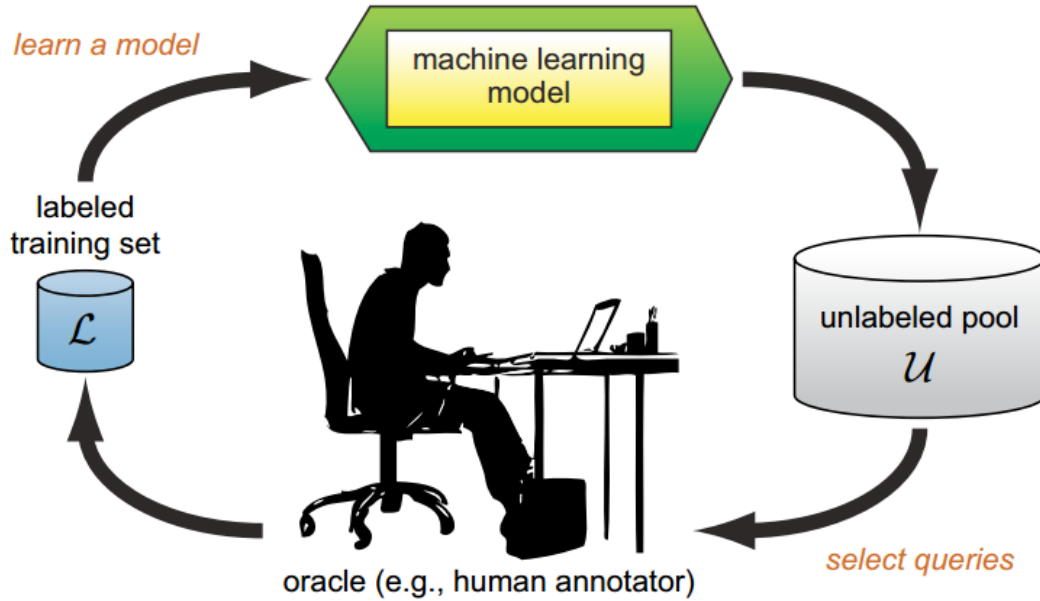 learn a model
machine learning
model
labeled
training set
ℒ
unlabeled pool
𝒰
select queries
oracle (e.g., human annotator)